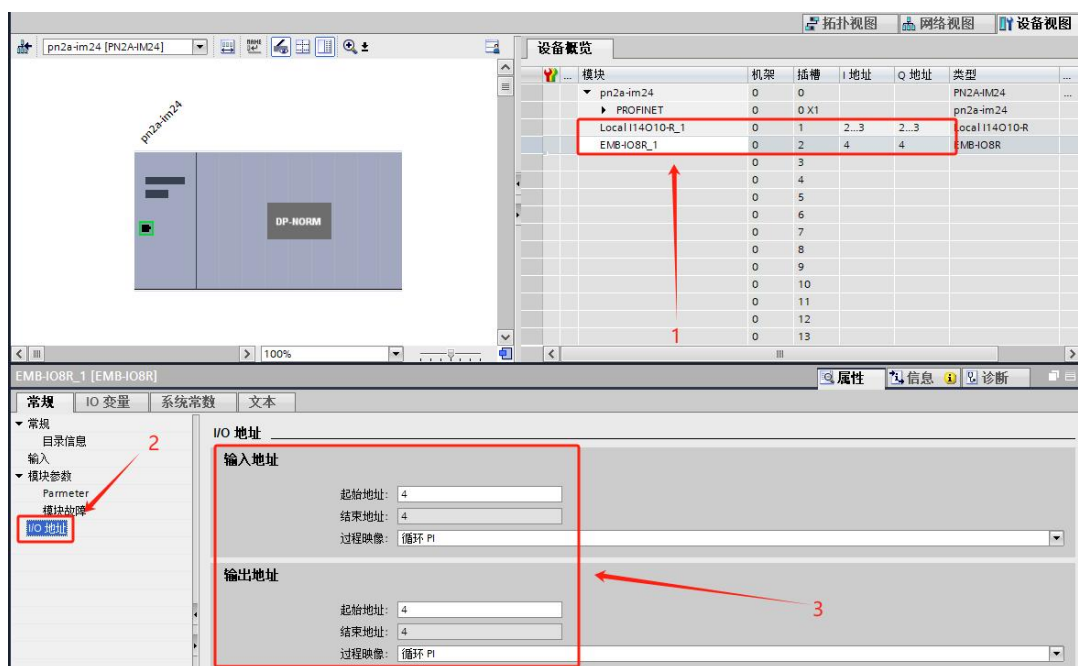 拓扑视图 网络视图 设备视图
pn2a-im24 [PN2A-IM24]
设备概览
... 模块 机架 插槽 I 地址 Q 地址 类型 ...
pn2a-im24 0 0 PN2A-IM24 ...
PROFINET 0 0 X1 pn2a-im24
Local I14O10-R_1 0 1 2...3 2...3 Local I14O10-R
EMB-IO8R_1 0 2 4 4 EMB-IO8R
0 3
0 4
0 5
0 6
0 7
0 8
0 9
0 10
0 11
0 12
0 13
pn2a-im24
DP-NORM
1
100%
EMB-IO8R_1 [EMB-IO8R]
属性 信息 诊断
常规 IO 变量 系统常数 文本
常规
目录信息
输入
模块参数
Parmeter
模块故障
I/O 地址
2
I/O 地址
输入地址
起始地址: 4
结束地址: 4
过程映像: 循环 PI
输出地址
起始地址: 4
结束地址: 4
过程映像: 循环 PI
3